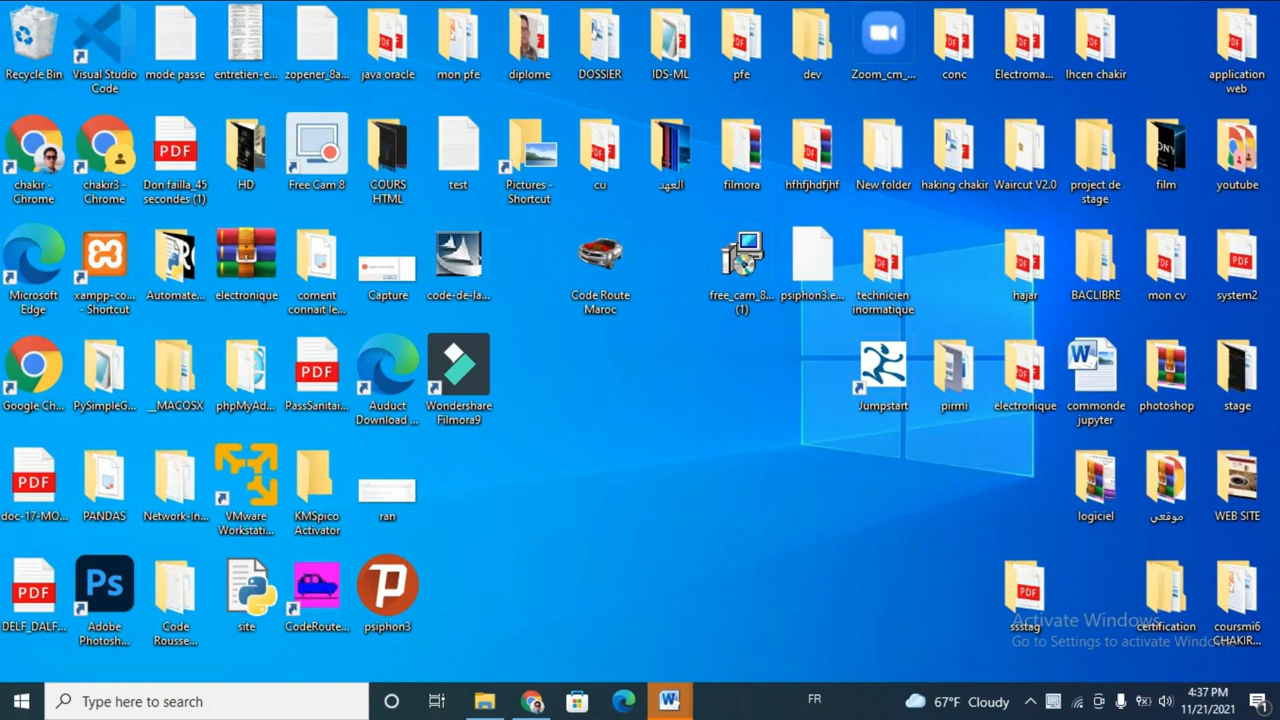 Recycle Bin
Visual Studio
Code
mode passe
entretien-e...
zopener_8a...
java oracle
mon pfe
diplome
DOSSIER
IDS-ML
pfe
dev
Zoom_cm_...
conc
Electroma...
Ihcen chakir
application
web
chakir -
Chrome
chakir3 -
Chrome
PDF
Don failla_45
secondes (1)
HD
Free Cam 8
COURS
HTML
test
Pictures -
Shortcut
cu
العهد
filmora
hfhfjhdfjhf
New folder
haking chakir
Waircut V2.0
project de
stage
SONY
film
youtube
Microsoft
Edge
xampp-co...
- Shortcut
Automate...
electronique
coment
connait le...
Capture
code-de-la...
Code Route
Maroc
free_cam_8...
(1)
psiphon3.e...
technicien
inormatique
hajar
BACLIBRE
mon cv
system2
Google Ch...
PySimpleG...
__MACOSX
phpMyAd...
PDF
PassSanitai...
Auduct
Download ...
Wondershare
Filmora9
Jumpstart
pirmi
electronique
commonde
jupyter
photoshop
stage
PDF
doc-17-MO...
PANDAS
Network-In...
VMware
Workstati...
KMSpico
Activator
ran
logiciel
موقعي
WEB SITE
PDF
DELF_DALF...
Ps
Adobe
Photosh...
Code
Rousse...
site
CodeRoute...
psiphon3
PDF
ssstag
certification
coursmi6
CHAKIR...
Activate Windows
Go to Settings to activate Windows.
Type here to search
FR
67°F Cloudy
4:37 PM
11/21/2021
1